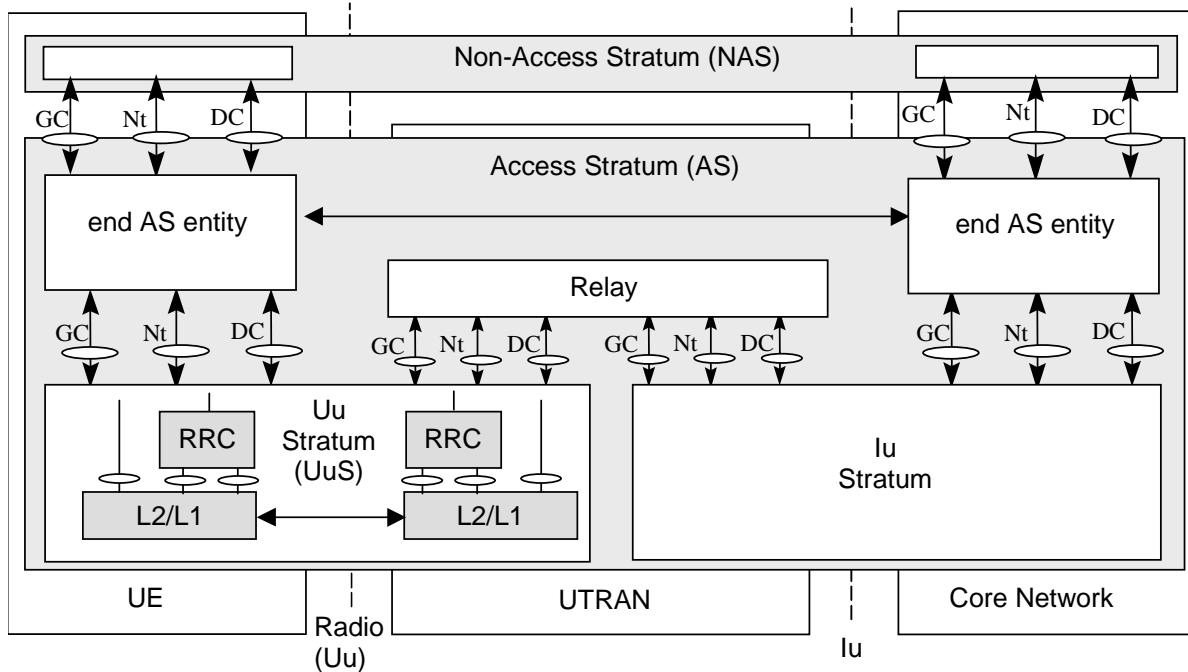 Non-Access Stratum (NAS)
GC Nt DC GC Nt DC
Access Stratum (AS)
end AS entity end AS entity
Relay
GC Nt DC GC Nt DC GC Nt DC GC Nt DC
RRC Uu RRC
Stratum
(UuS)
Iu
Stratum
L2/L1 L2/L1
UE UTRAN Core Network
Radio
(Uu)
Iu